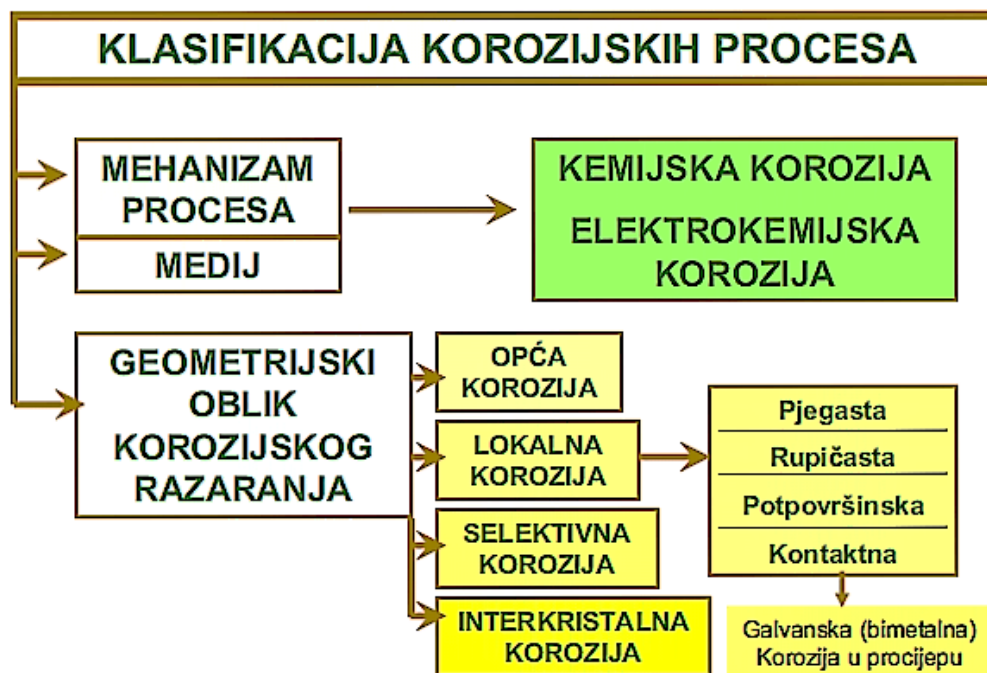 KLASIFIKACIJA KOROZIJSKIH PROCESA
MEHANIZAM
PROCESA
MEDIJ
KEMIJSKA KOROZIJA
ELEKTROKEMIJSKA
KOROZIJA
GEOMETRIJSKI
OBLIK
KOROZIJSKOG
RAZARANJA
OPĆA
KOROZIJA
LOKALNA
KOROZIJA
SELEKTIVNA
KOROZIJA
INTERKRISTALNA
KOROZIJA
Pjegasta
Rupičasta
Potpovršinska
Kontaktna
Galvanska (bimetalna)
Korozija u procijepu